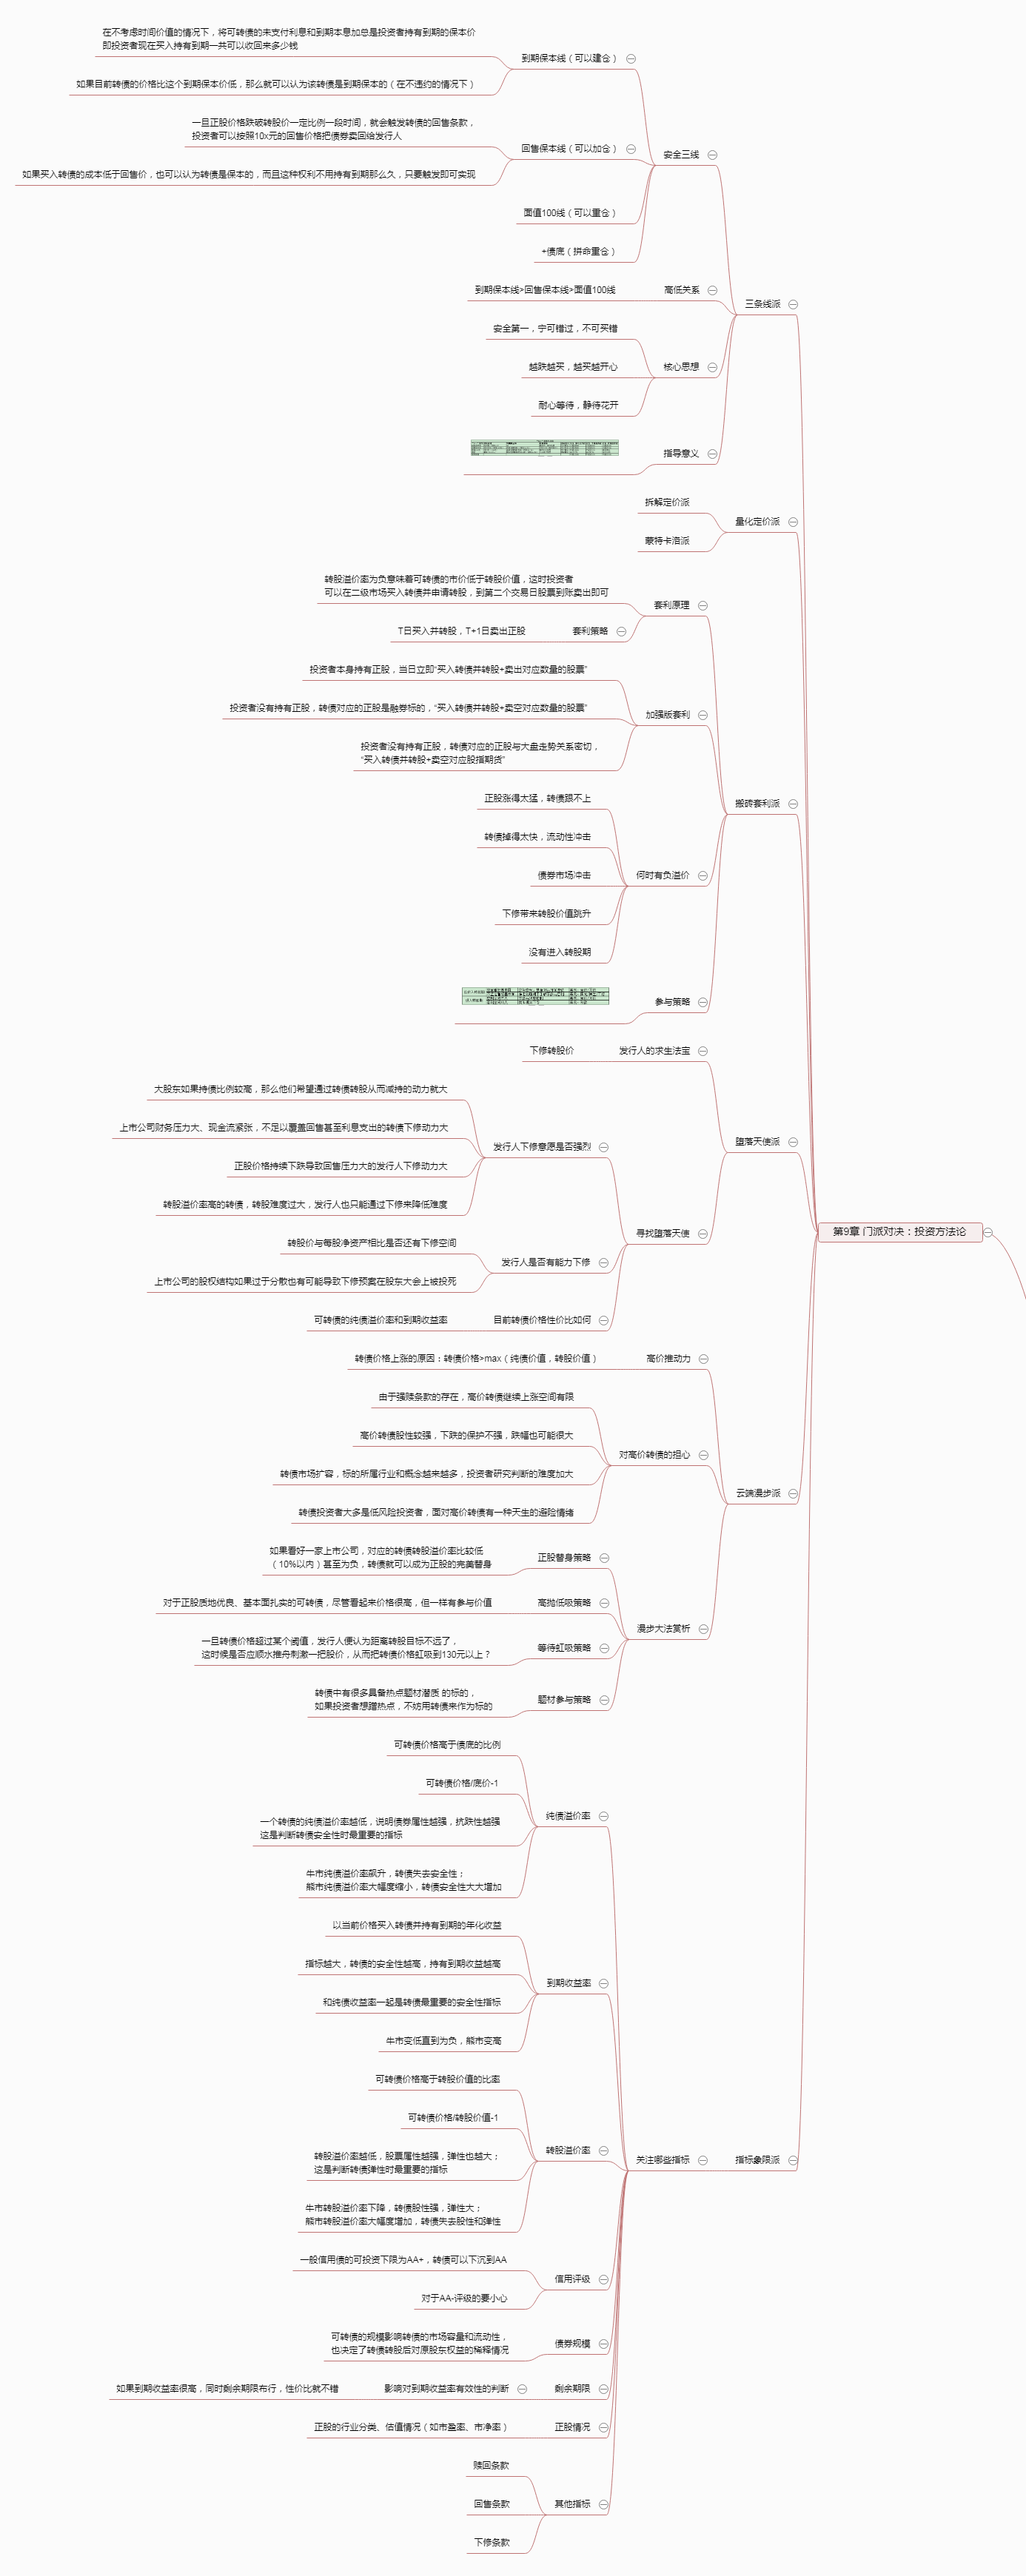 在不考虑时间价值的情况下，将可转债的未支付利息和到期本息加总是投资者持有到期的保本价
即投资者现在买入持有到期一共可以收回来多少钱
到期保本线（可以建仓）
如果目前转债的价格比这个到期保本价低，那么就可以认为该转债是到期保本的（在不违约的情况下）
一旦正股价格跌破转股价一定比例一段时间，就会触发转债的回售条款，
投资者可以按照10x元的回售价格把债券卖回给发行人
回售保本线（可以加仓）
安全三线
如果买入转债的成本低于回售价，也可以认为转债是保本的，而且这种权利不用持有到期那么久，只要触发即可实现
面值100线（可以重仓）
+债底（拼命重仓）
到期保本线>回售保本线>面值100线
高低关系
三条线派
安全第一，宁可错过，不可买错
越跌越买，越买越开心
核心思想
耐心等待，静待花开
指导意义
拆解定价派
量化定价派
蒙特卡洛派
转股溢价率为负意味着可转债的市价低于转股价值，这时投资者
可以在二级市场买入转债并申请转股，到第二个交易日股票到账卖出即可
套利原理
T日买入并转股，T+1日卖出正股
套利策略
投资者本身持有正股，当日立即“买入转债并转股+卖出对应数量的股票”
投资者没有持有正股，转债对应的正股是融券标的，“买入转债并转股+卖空对应数量的股票”
加强版套利
投资者没有持有正股，转债对应的正股与大盘走势关系密切，
“买入转债并转股+卖空对应股指期货”
搬砖套利派
正股涨得太猛，转债跟不上
转债掉得太快，流动性冲击
债券市场冲击
何时有负溢价
下修带来转股价值跳升
没有进入转股期
参与策略
下修转股价
发行人的求生法宝
大股东如果持债比例较高，那么他们希望通过转债转股从而减持的动力就大
上市公司财务压力大、现金流紧张，不足以覆盖回售甚至利息支出的转债下修动力大
发行人下修意愿是否强烈
堕落天使派
正股价格持续下跌导致回售压力大的发行人下修动力大
转股溢价率高的转债，转股难度过大，发行人也只能通过下修来降低难度
寻找堕落天使
第9章 门派对决：投资方法论
转股价与每股净资产相比是否还有下修空间
发行人是否有能力下修
上市公司的股权结构如果过于分散也有可能导致下修预案在股东大会上被投死
可转债的纯债溢价率和到期收益率
目前转债价格性价比如何
转债价格上涨的原因：转债价格>max（纯债价值，转股价值）
高价推动力
由于强赎条款的存在，高价转债继续上涨空间有限
高价转债股性较强，下跌的保护不强，跌幅也可能很大
对高价转债的担心
转债市场扩容，标的所属行业和概念越来越多，投资者研究判断的难度加大
云端漫步派
转债投资者大多是低风险投资者，面对高价转债有一种天生的避险情绪
如果看好一家上市公司，对应的转债转股溢价率比较低
（10%以内）甚至为负，转债就可以成为正股的完美替身
正股替身策略
对于正股质地优良、基本面扎实的可转债，尽管看起来价格很高，但一样有参与价值
高抛低吸策略
漫步大法赏析
一旦转债价格超过某个阈值，发行人便认为距离转股目标不远了，
这时候是否应顺水推舟刺激一把股价，从而把转债价格虹吸到130元以上？
等待虹吸策略
转债中有很多具备热点题材潜质 的标的，
如果投资者想蹭热点，不妨用转债来作为标的
题材参与策略
可转债价格高于债底的比例
可转债价格/底价-1
纯债溢价率
一个转债的纯债溢价率越低，说明债券属性越强，抗跌性越强
这是判断转债安全性时最重要的指标
牛市纯债溢价率飙升，转债失去安全性；
熊市纯债溢价率大幅度缩小，转债安全性大大增加
以当前价格买入转债并持有到期的年化收益
指标越大，转债的安全性越高，持有到期收益越高
到期收益率
和纯债收益率一起是转债最重要的安全性指标
牛市变低直到为负，熊市变高
可转债价格高于转股价值的比率
可转债价格/转股价值-1
转股溢价率
转股溢价率越低，股票属性越强，弹性也越大；
这是判断转债弹性时最重要的指标
关注哪些指标
指标象限派
牛市转股溢价率下降，转债股性强，弹性大；
熊市转股溢价率大幅度增加，转债失去股性和弹性
一般信用债的可投资下限为AA+，转债可以下沉到AA
信用评级
对于AA-评级的要小心
可转债的规模影响转债的市场容量和流动性，
也决定了转债转股后对原股东权益的稀释情况
债券规模
如果到期收益率很高，同时剩余期限布行，性价比就不错
影响对到期收益率有效性的判断
剩余期限
正股的行业分类、估值情况（如市盈率、市净率）
正股情况
赎回条款
回售条款
其他指标
下修条款